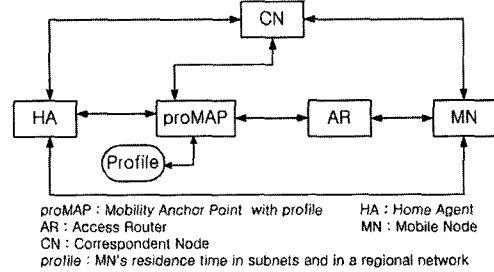 CN
HA
proMAP
AR
MN
Profile
proMAP : Mobility Anchor Point with profile HA : Home Agent
AR : Access Router MN : Mobile Node
CN : Correspondent Node
profile : MN's residence time in subnets and in a regional network